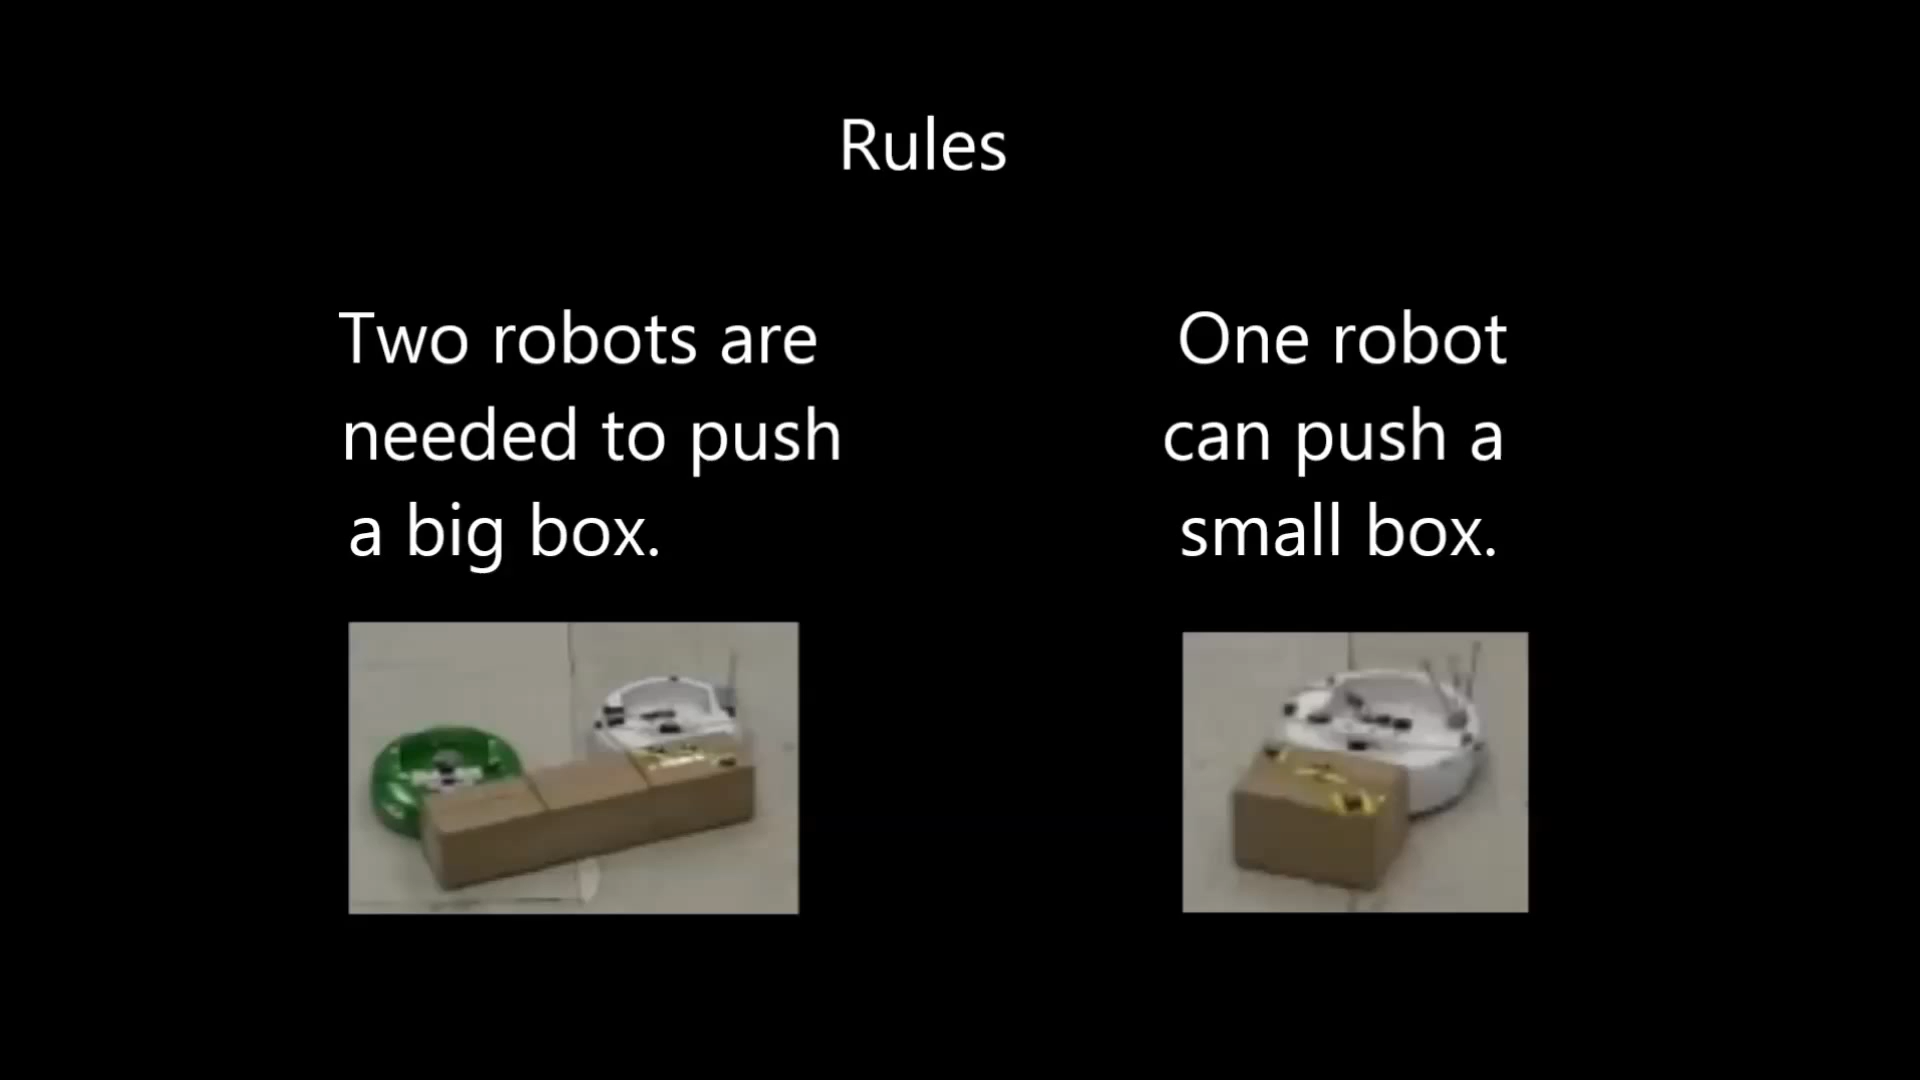 Rules
Two robots are
needed to push
a big box.
One robot
can push a
small box.